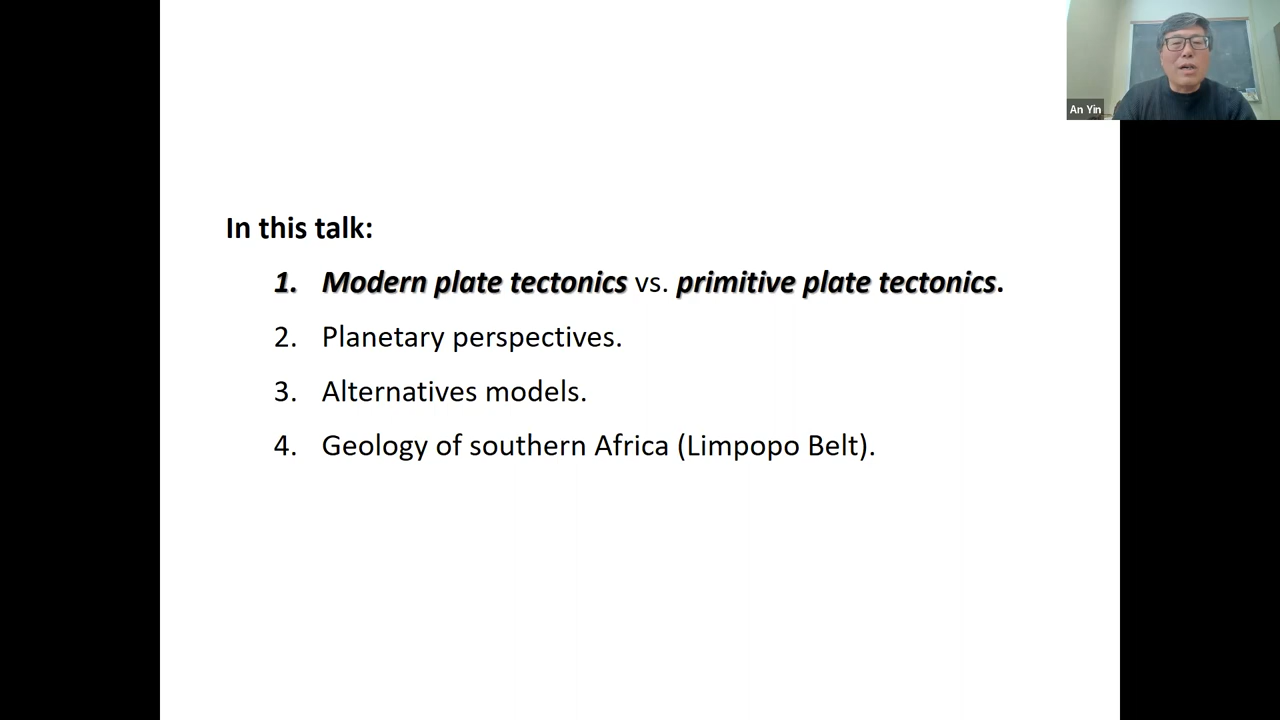 An Yin
In this talk:
1. Modern plate tectonics vs. primitive plate tectonics.
2. Planetary perspectives.
3. Alternatives models.
4. Geology of southern Africa (Limpopo Belt).